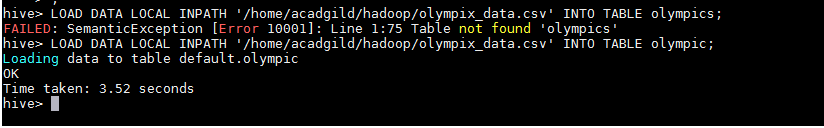 hive> LOAD DATA LOCAL INPATH '/home/acadgild/hadoop/olympix_data.csv' INTO TABLE olympics;
FAILED: SemanticException [Error 10001]: Line 1:75 Table not found 'olympics'
hive> LOAD DATA LOCAL INPATH '/home/acadgild/hadoop/olympix_data.csv' INTO TABLE olympic;
Loading data to table default.olympic
OK
Time taken: 3.52 seconds
hive>